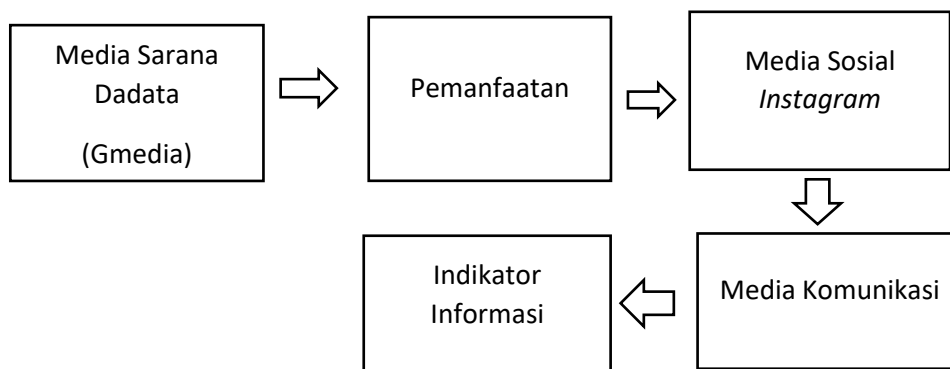 Media Sarana
Dadata
(Gmedia)
Pemanfaatan
Media Sosial
Instagram
Media Komunikasi
Indikator
Informasi